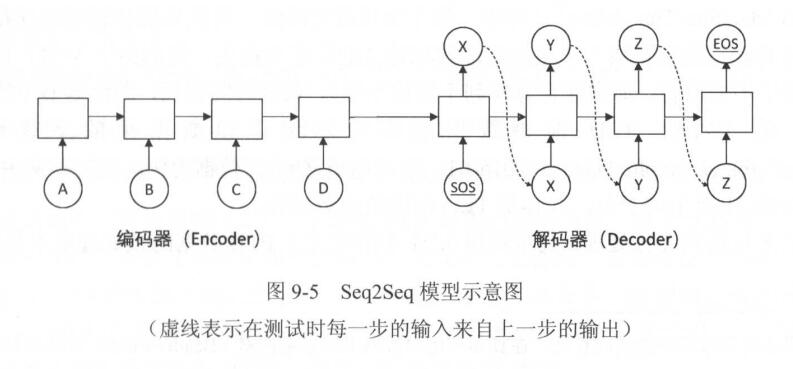 X Y Z EOS
A B C D SOS X Y Z
编码器（Encoder） 解码器（Decoder）
图 9-5 Seq2Seq 模型示意图
（虚线表示在测试时每一步的输入来自上一步的输出）